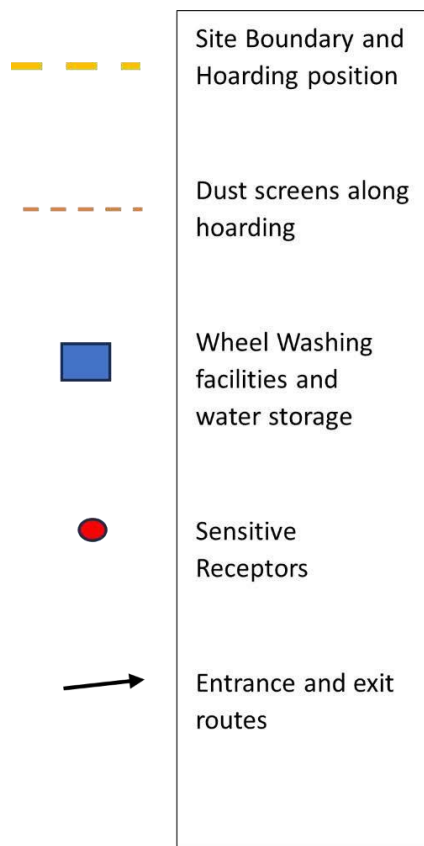 Site Boundary and
Hoarding position
Dust screens along
hoarding
Wheel Washing
facilities and
water storage
Sensitive
Receptors
Entrance and exit
routes